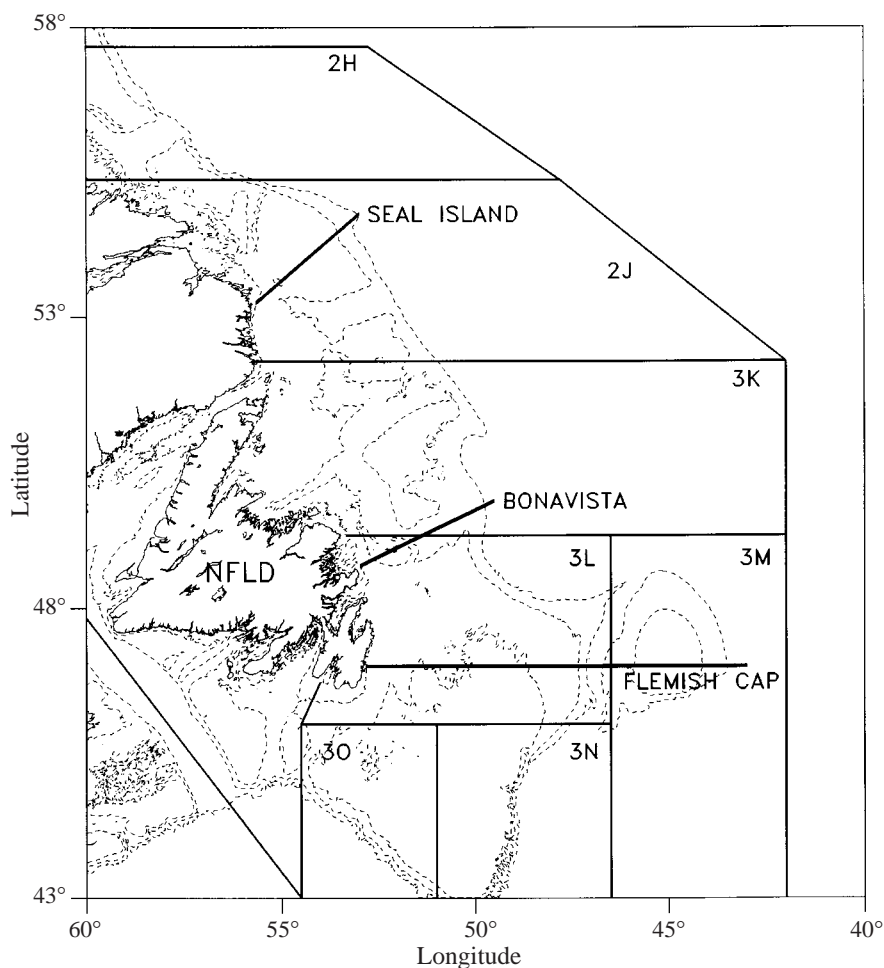 58°
2H
SEAL ISLAND
2J
53°
3K
Latitude
BONAVISTA
3L
3M
NFLD
48°
FLEMISH CAP
3O
3N
43°
60°
55°
50°
45°
40°
Longitude